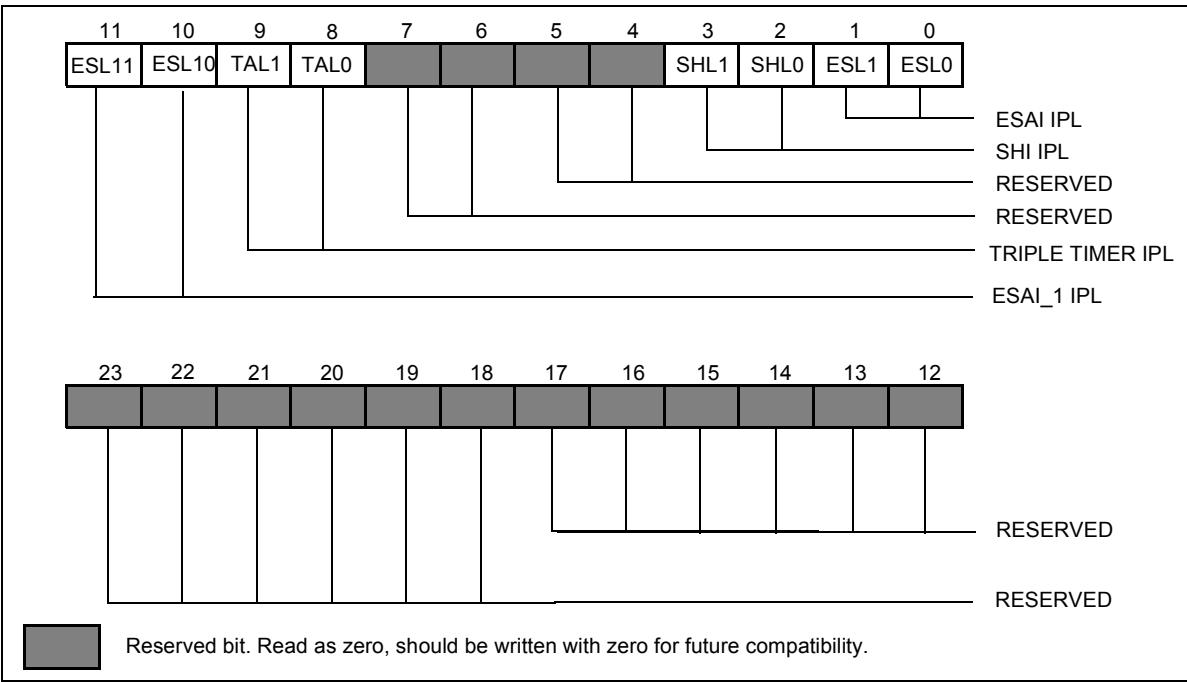 11 10 9 8 7 6 5 4 3 2 1 0
ESL11 ESL10 TAL1 TAL0 SHL1 SHL0 ESL1 ESL0
ESAI IPL
SHI IPL
RESERVED
RESERVED
TRIPLE TIMER IPL
ESAI_1 IPL
23 22 21 20 19 18 17 16 15 14 13 12
RESERVED
RESERVED
Reserved bit. Read as zero, should be written with zero for future compatibility.